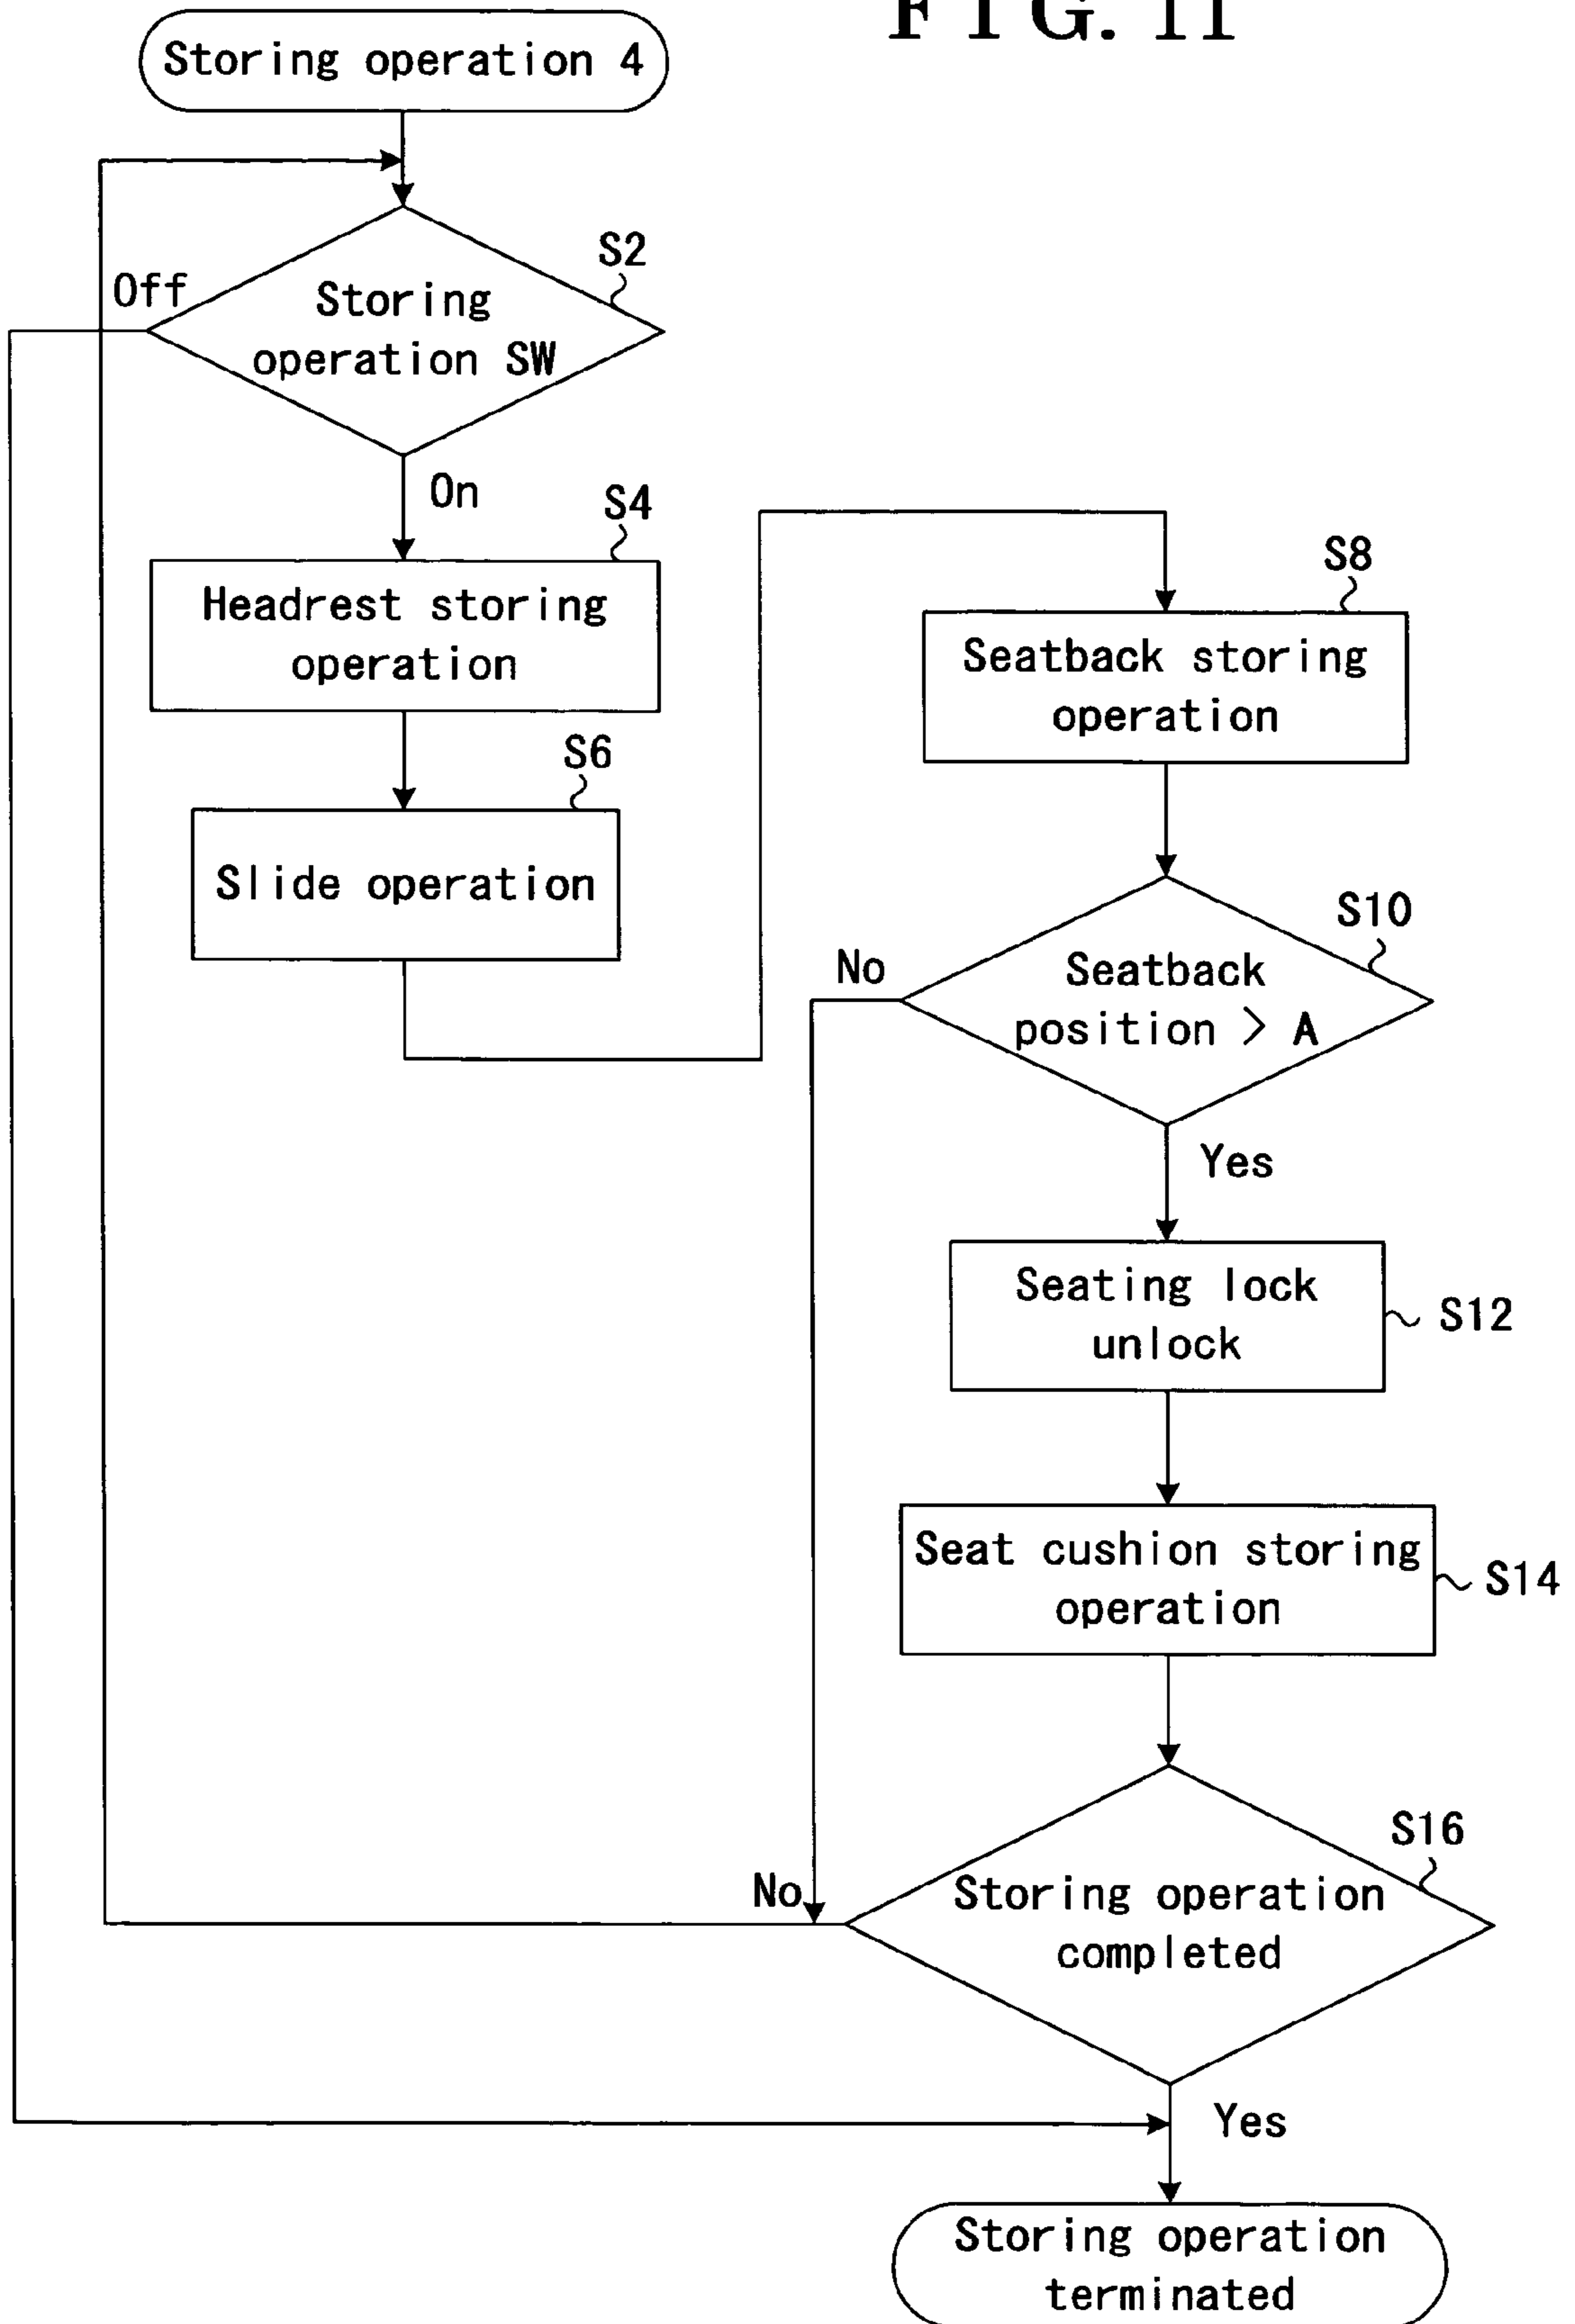 FIG. 11
Storing operation 4
S2
Off
Storing
operation SW
On
S4
Headrest storing
operation
S6
Slide operation
S8
Seatback storing
operation
S10
No
Seatback
position > A
Yes
Seating lock
unlock
S12
Seat cushion storing
operation
S14
S16
No
Storing operation
completed
Yes
Storing operation
terminated